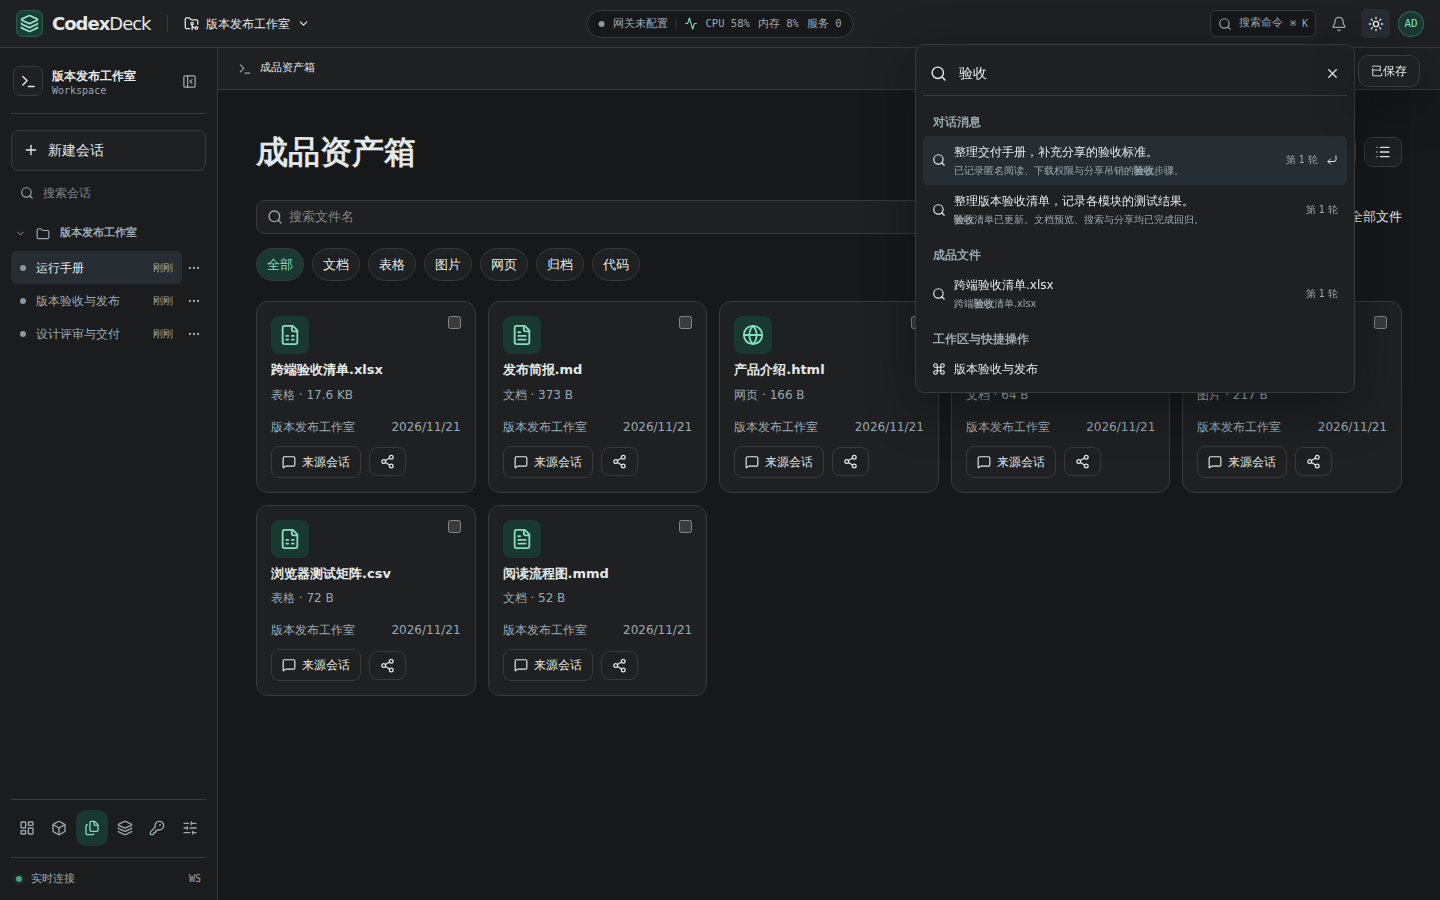 CodexDeck
版本发布工作室
网关未配置 CPU 58% 内存 8% 服务 0
搜索命令 ⌘ K
AD
版本发布工作室
Workspace
新建会话
搜索会话
版本发布工作室
运行手册 刚刚
版本验收与发布 刚刚
设计评审与交付 刚刚
实时连接 WS
成品资产箱
已保存
成品资产箱
搜索文件名
全部文件
全部 文档 表格 图片 网页 归档 代码
验收
对话消息
整理交付手册，补充分享的验收标准。 第 1 轮
已记录匿名阅读、下载权限与分享吊销的验收步骤。
整理版本验收清单，记录各模块的测试结果。 第 1 轮
验收清单已更新。文档预览、搜索与分享均已完成回归。
成品文件
跨端验收清单.xlsx 第 1 轮
跨端验收清单.xlsx
工作区与快捷操作
版本验收与发布
跨端验收清单.xlsx
表格 · 17.6 KB
版本发布工作室 2026/11/21
来源会话
发布简报.md
文档 · 373 B
版本发布工作室 2026/11/21
来源会话
产品介绍.html
网页 · 166 B
版本发布工作室 2026/11/21
来源会话
文档 · 64 B
版本发布工作室 2026/11/21
来源会话
图片 · 217 B
版本发布工作室 2026/11/21
来源会话
浏览器测试矩阵.csv
表格 · 72 B
版本发布工作室 2026/11/21
来源会话
阅读流程图.mmd
文档 · 52 B
版本发布工作室 2026/11/21
来源会话